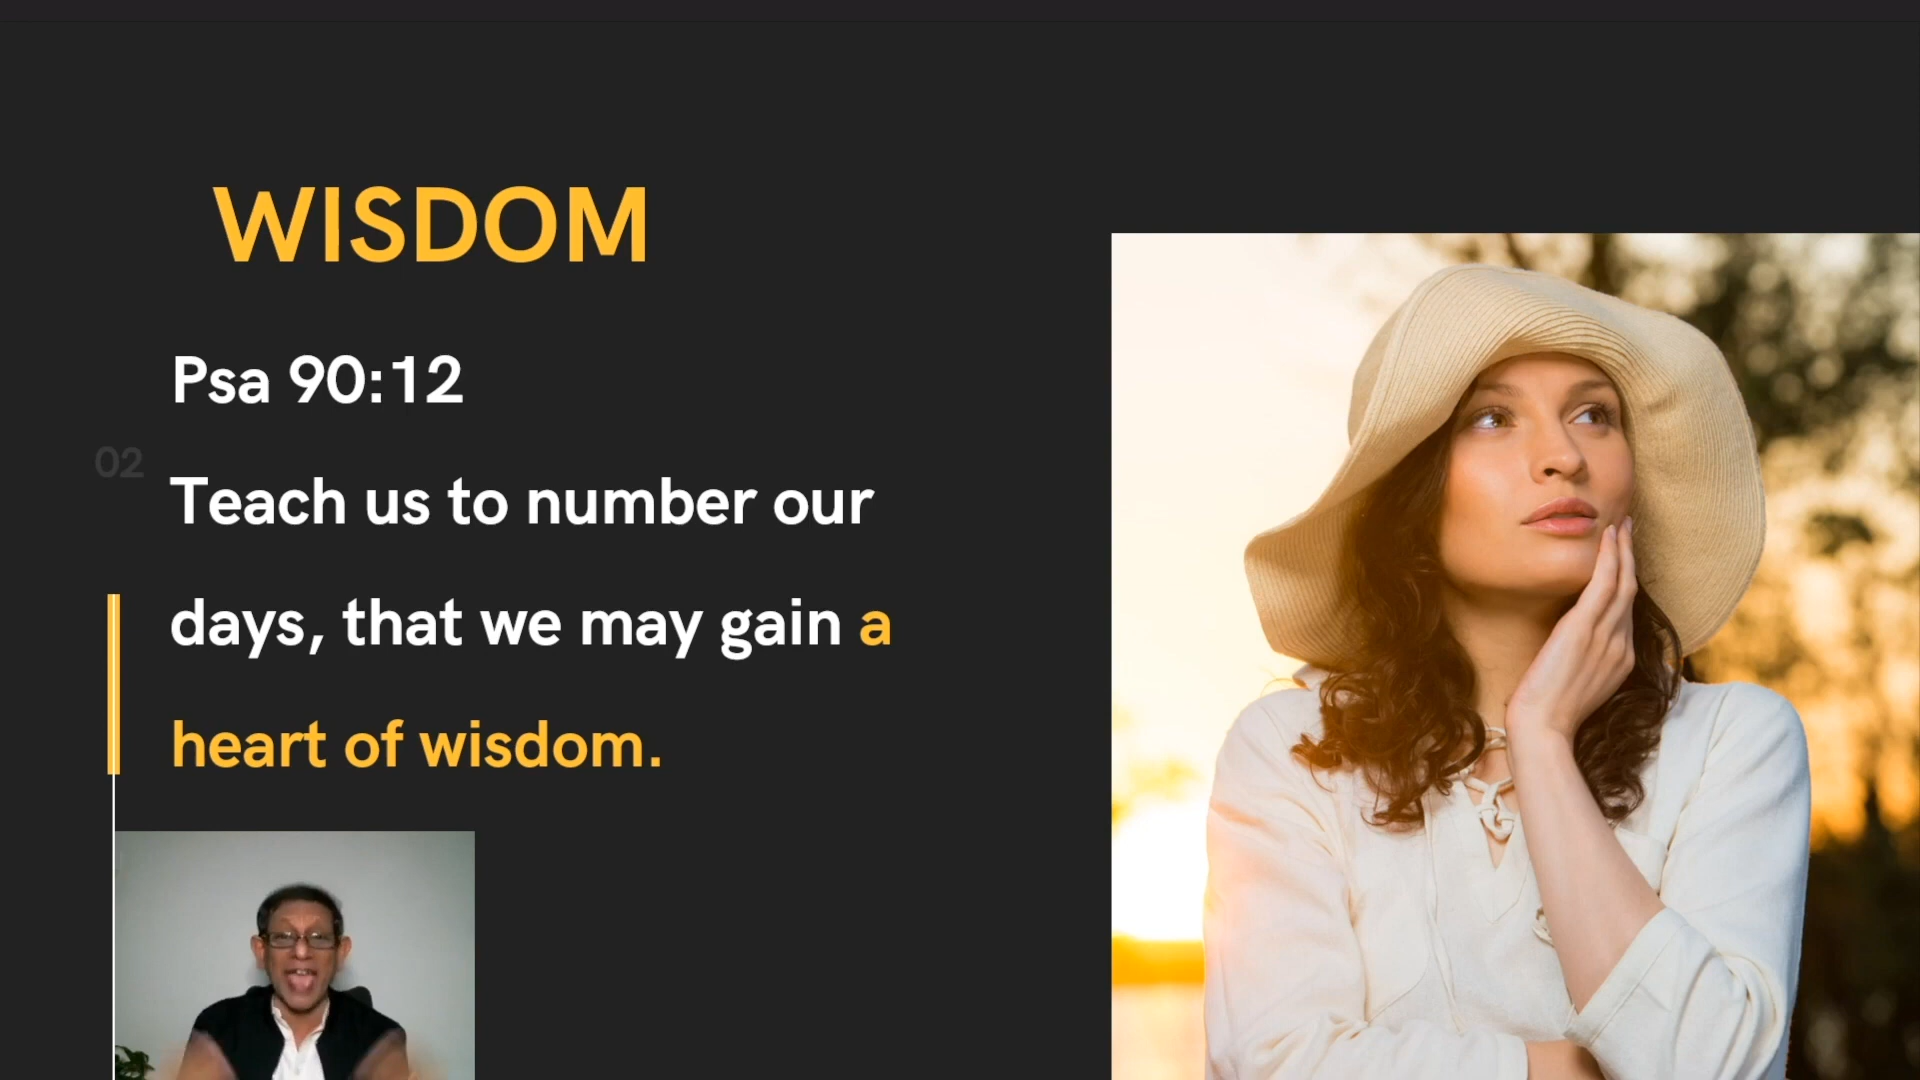 WISDOM
Psa 90:12
02
Teach us to number our
days, that we may gain a
heart of wisdom.